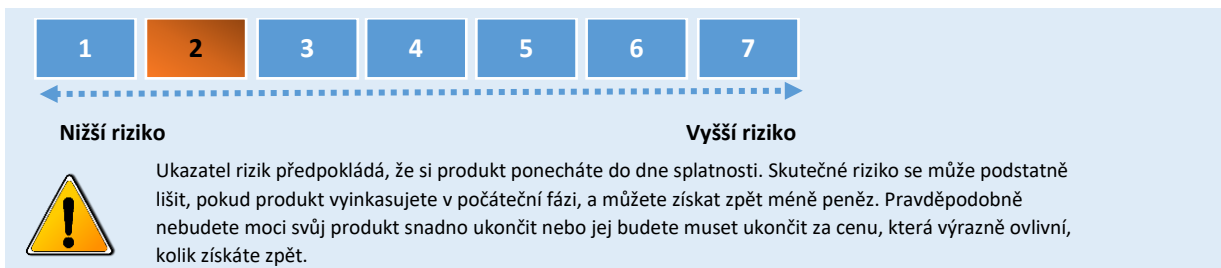 1 2 3 4 5 6 7
Nižší riziko Vyšší riziko
Ukazatel rizik předpokládá, že si produkt ponecháte do dne splatnosti. Skutečné riziko se může podstatně
lišit, pokud produkt vyinkasujete v počáteční fázi, a můžete získat zpět méně peněz. Pravděpodobně
nebudete moci svůj produkt snadno ukončit nebo jej budete muset ukončit za cenu, která výrazně ovlivní,
kolik získáte zpět.